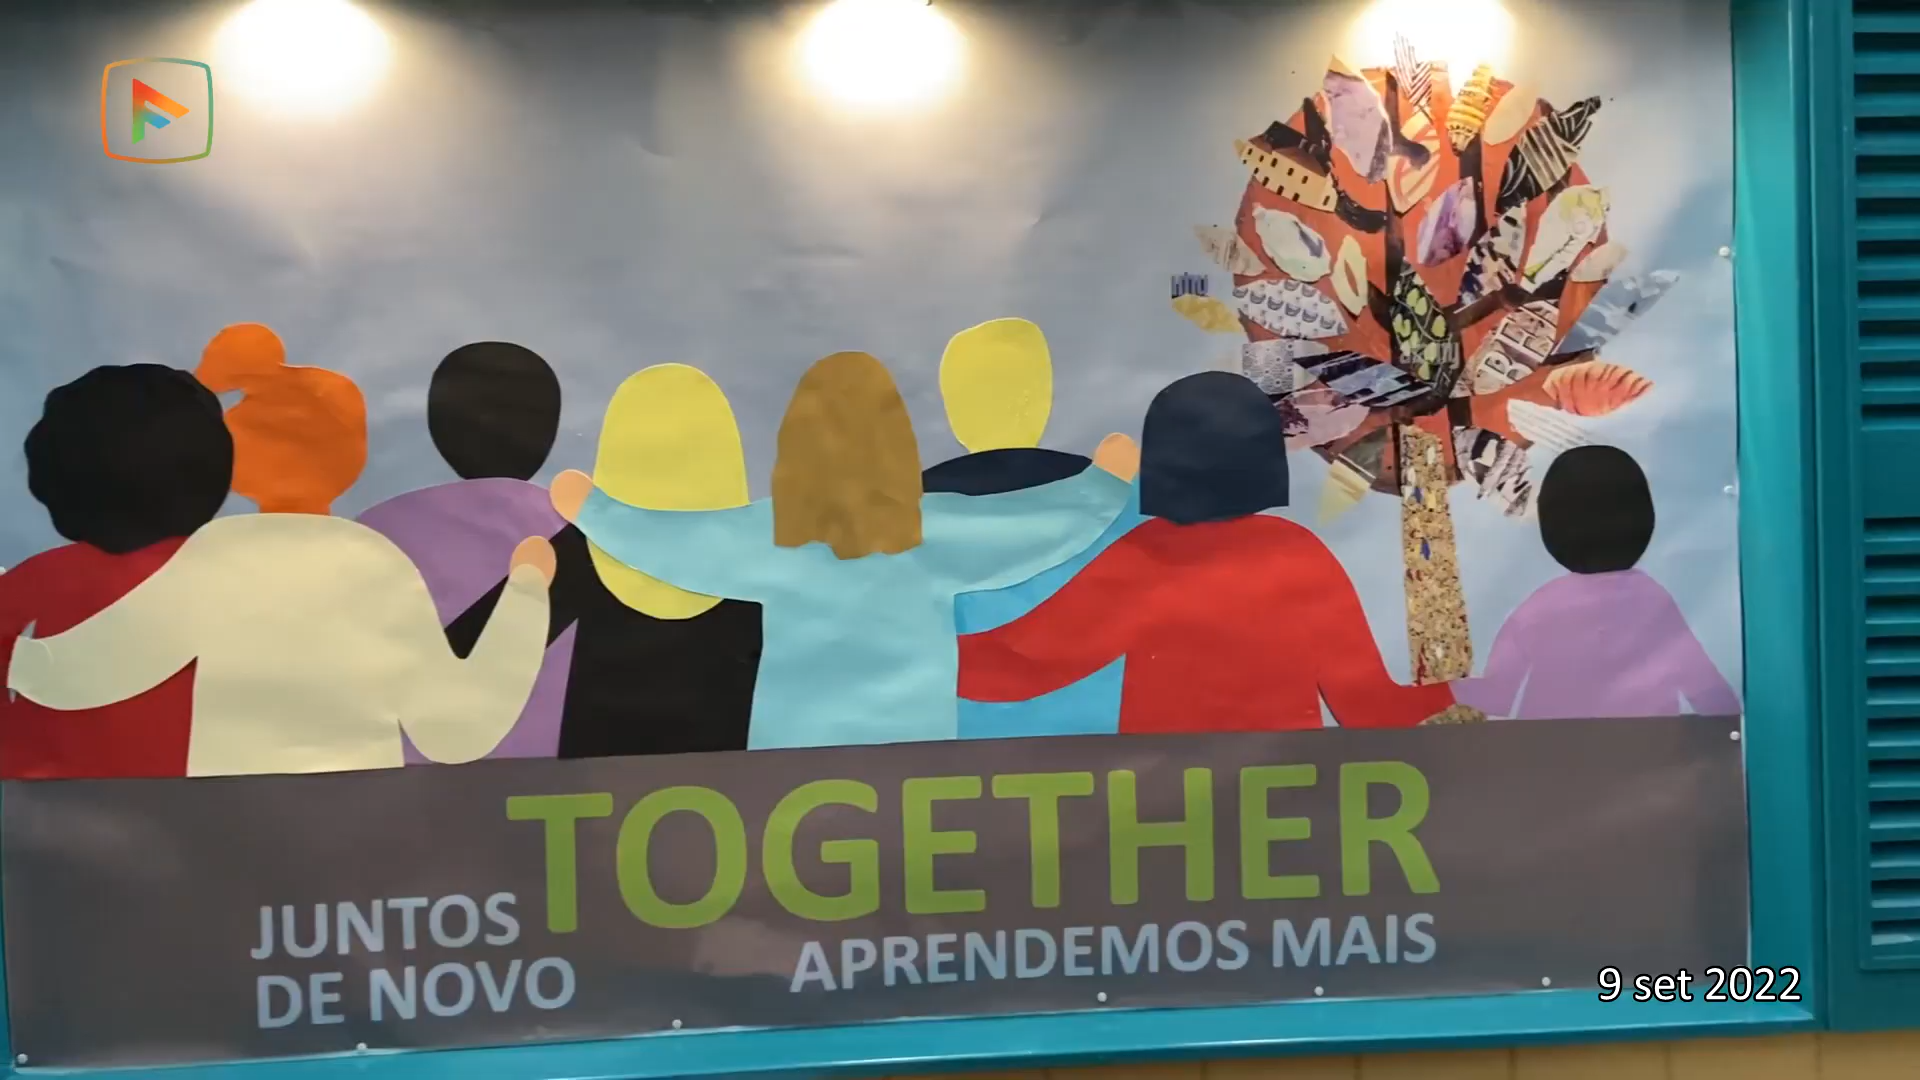 TOGETHER
JUNTOS
DE NOVO
APRENDEMOS MAIS
9 set 2022